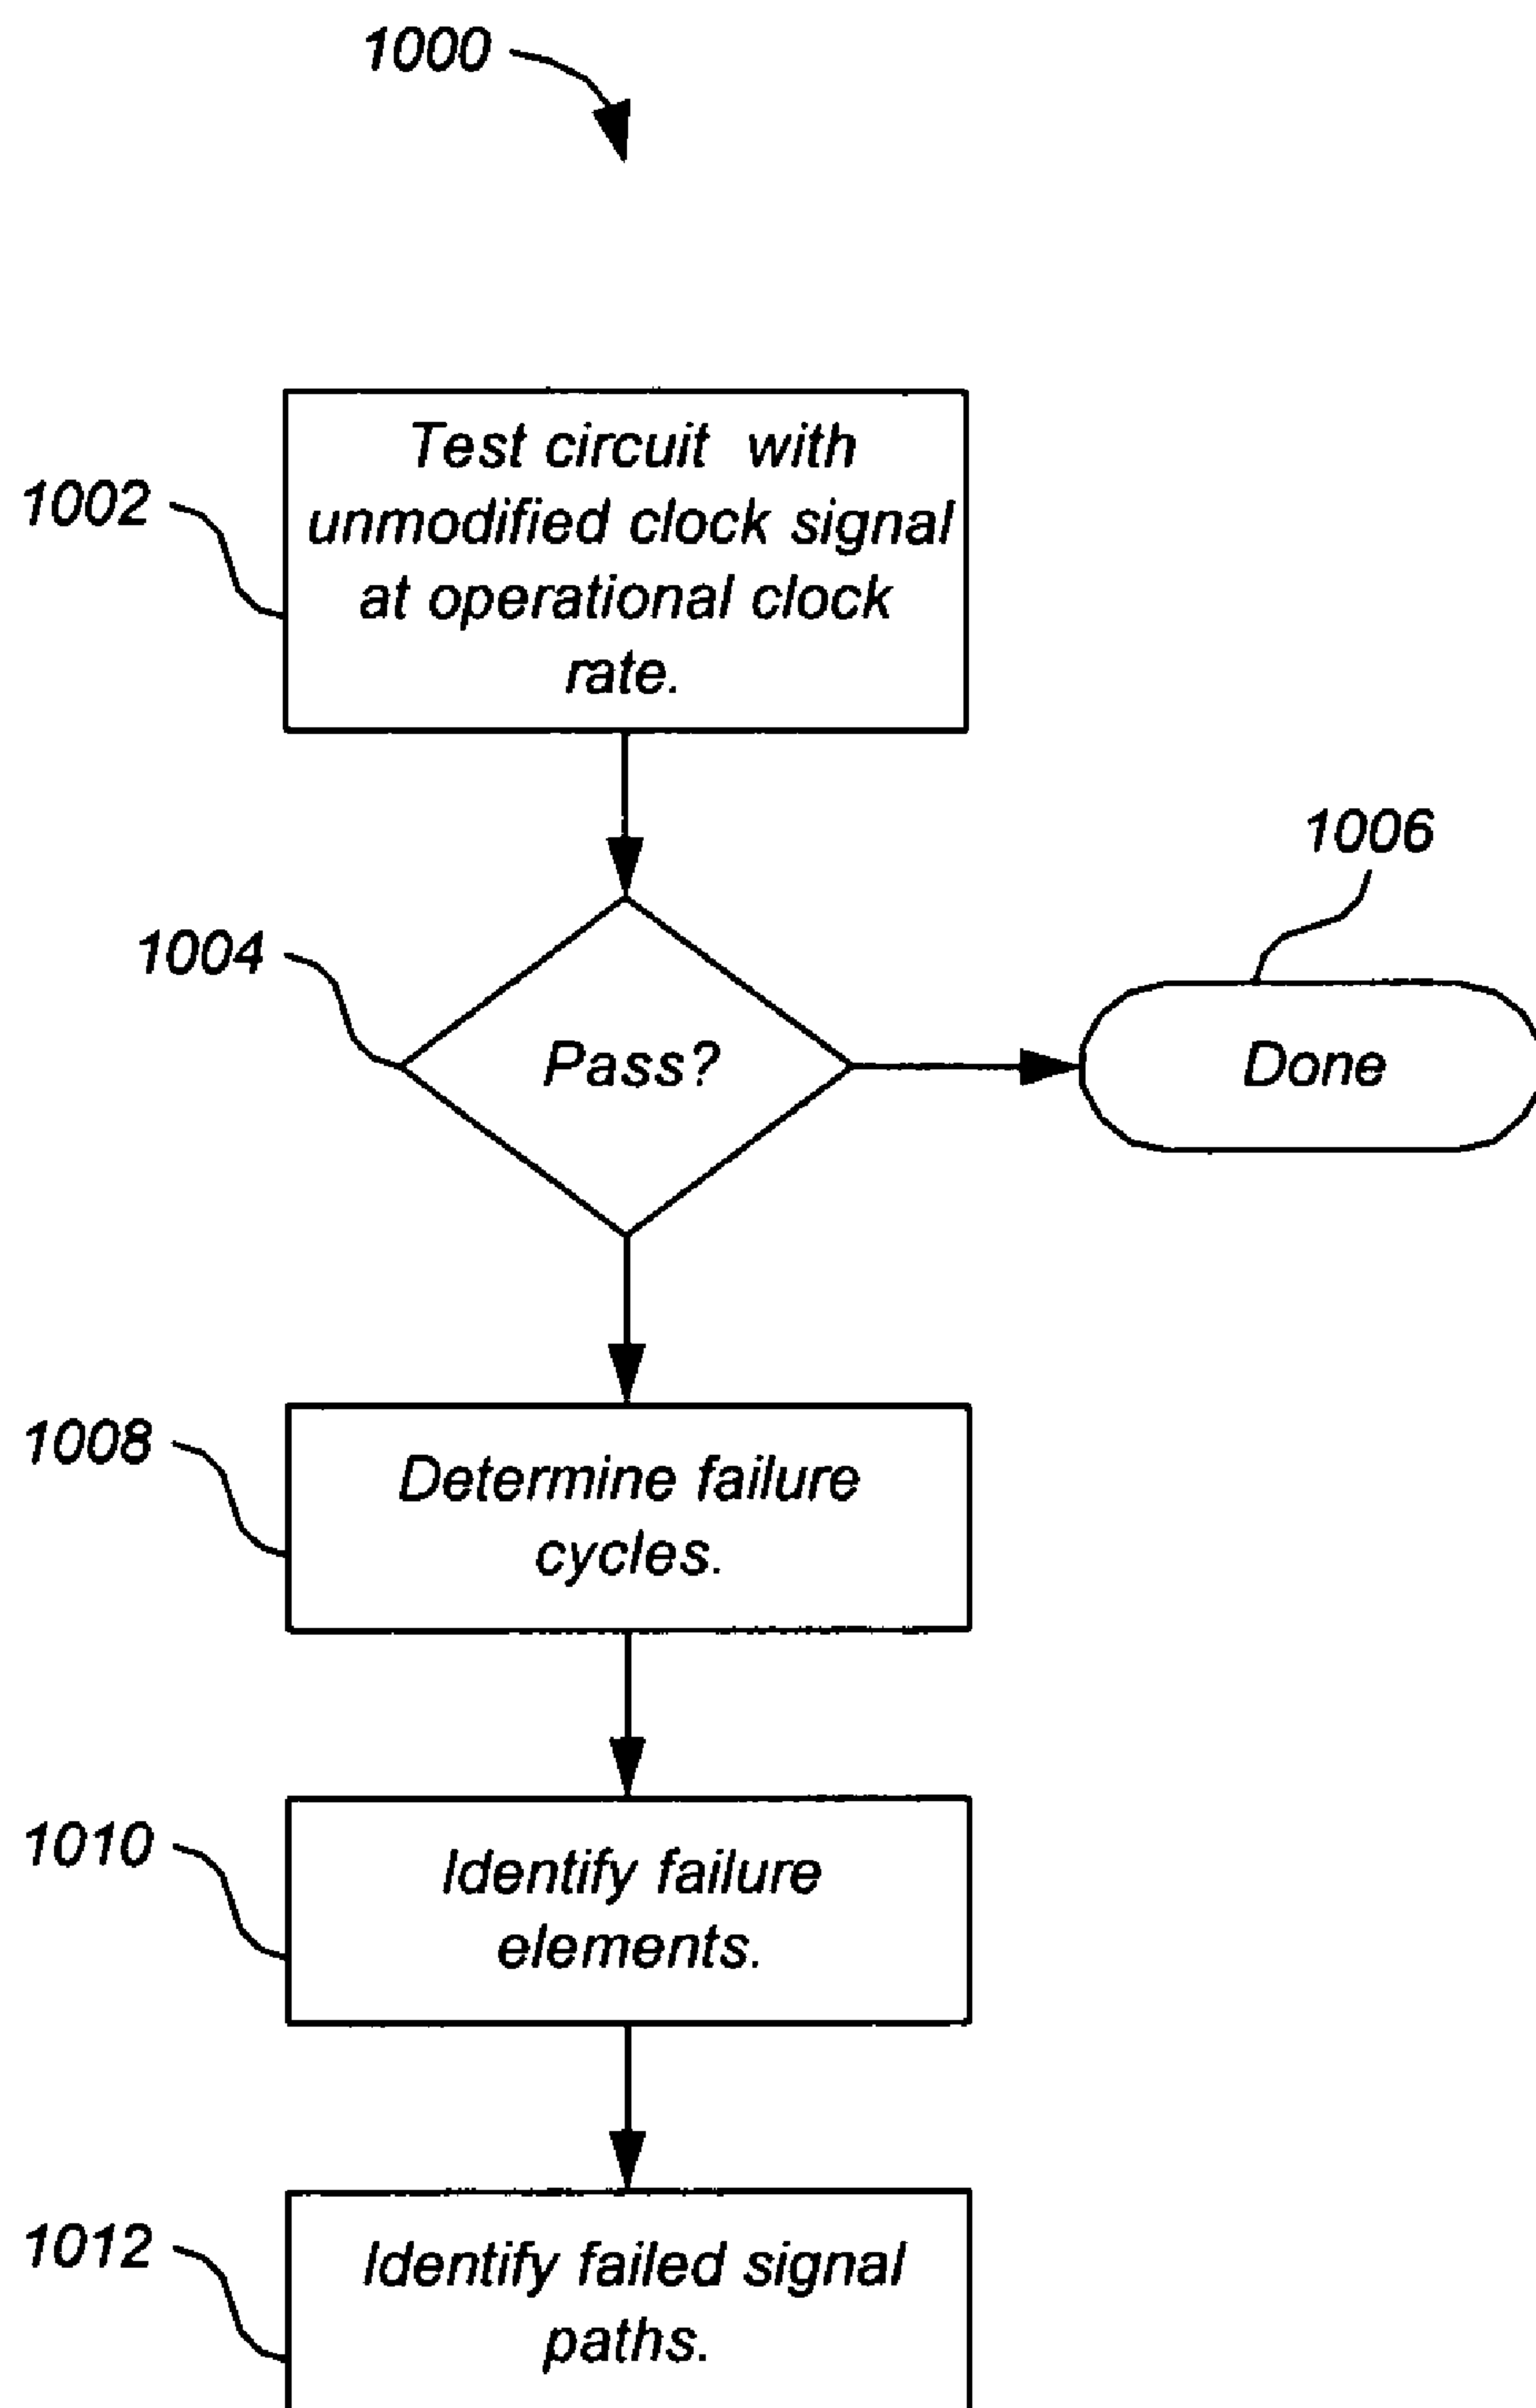 1000
1002
Test circuit with
unmodified clock signal
at operational clock
rate.
1004
Pass?
1006
Done
1008
Determine failure
cycles.
1010
Identify failure
elements.
1012
Identify failed signal
paths.